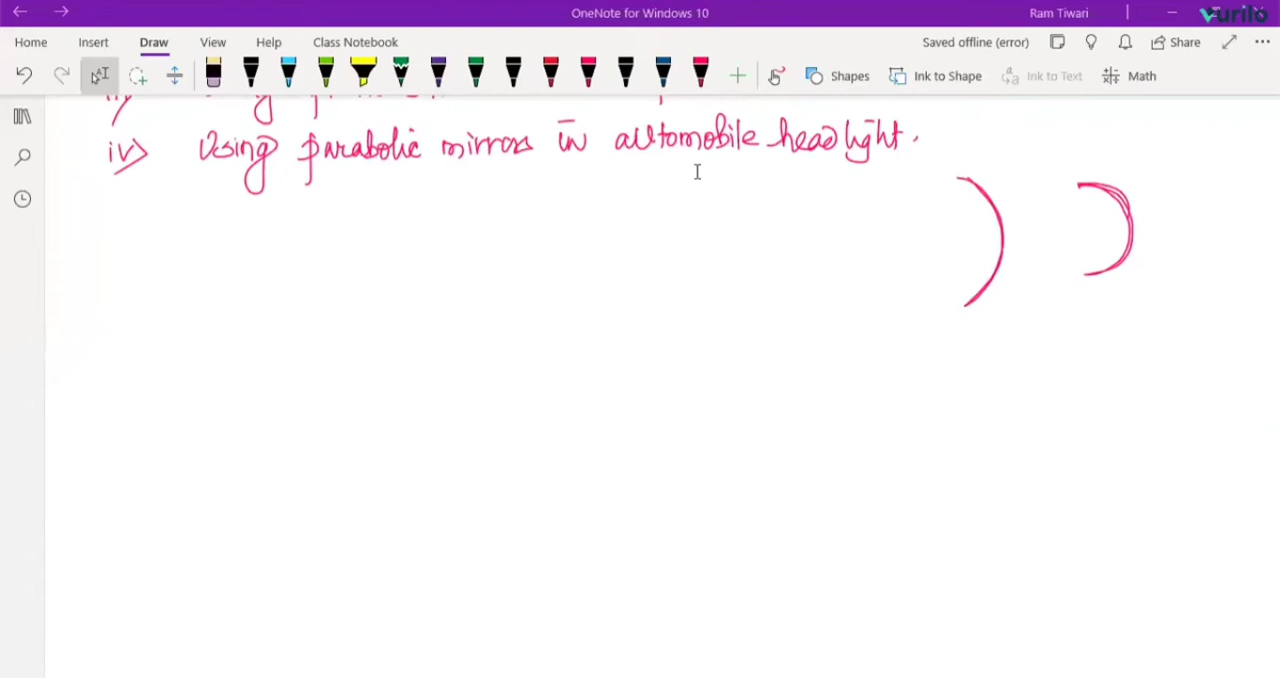 OneNote for Windows 10
Ram Tiwari
vurilo
Home Insert Draw View Help Class Notebook
Saved offline (error)
Share
Shapes
Ink to Shape
Ink to Text
Math
iv) Using parabolic mirrors in automobile headlight.